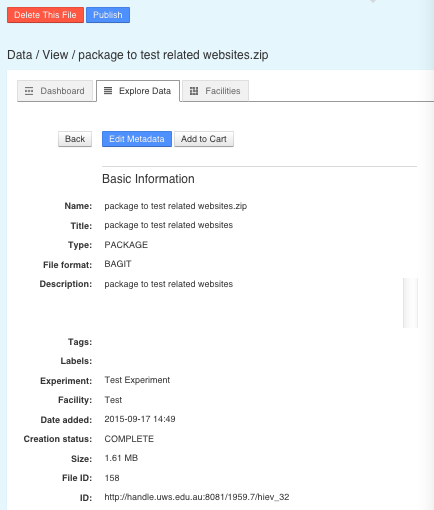 Delete This File Publish
Data / View / package to test related websites.zip
Dashboard Explore Data Facilities
Back Edit Metadata Add to Cart
Basic Information
Name: package to test related websites.zip
Title: package to test related websites
Type: PACKAGE
File format: BAGIT
Description: package to test related websites
Tags:
Labels:
Experiment: Test Experiment
Facility: Test
Date added: 2015-09-17 14:49
Creation status: COMPLETE
Size: 1.61 MB
File ID: 158
ID: http://handle.uws.edu.au:8081/1959.7/hiev_32